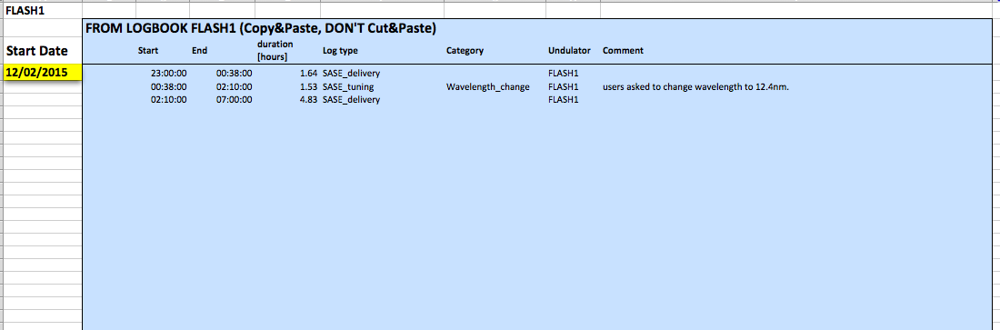 FLASH1
FROM LOGBOOK FLASH1 (Copy&Paste, DON'T Cut&Paste)
Start Date Start End duration [hours] Log type Category Undulator Comment
12/02/2015 23:00:00 00:38:00 1.64 SASE_delivery FLASH1
00:38:00 02:10:00 1.53 SASE_tuning Wavelength_change FLASH1 users asked to change wavelength to 12.4nm.
02:10:00 07:00:00 4.83 SASE_delivery FLASH1